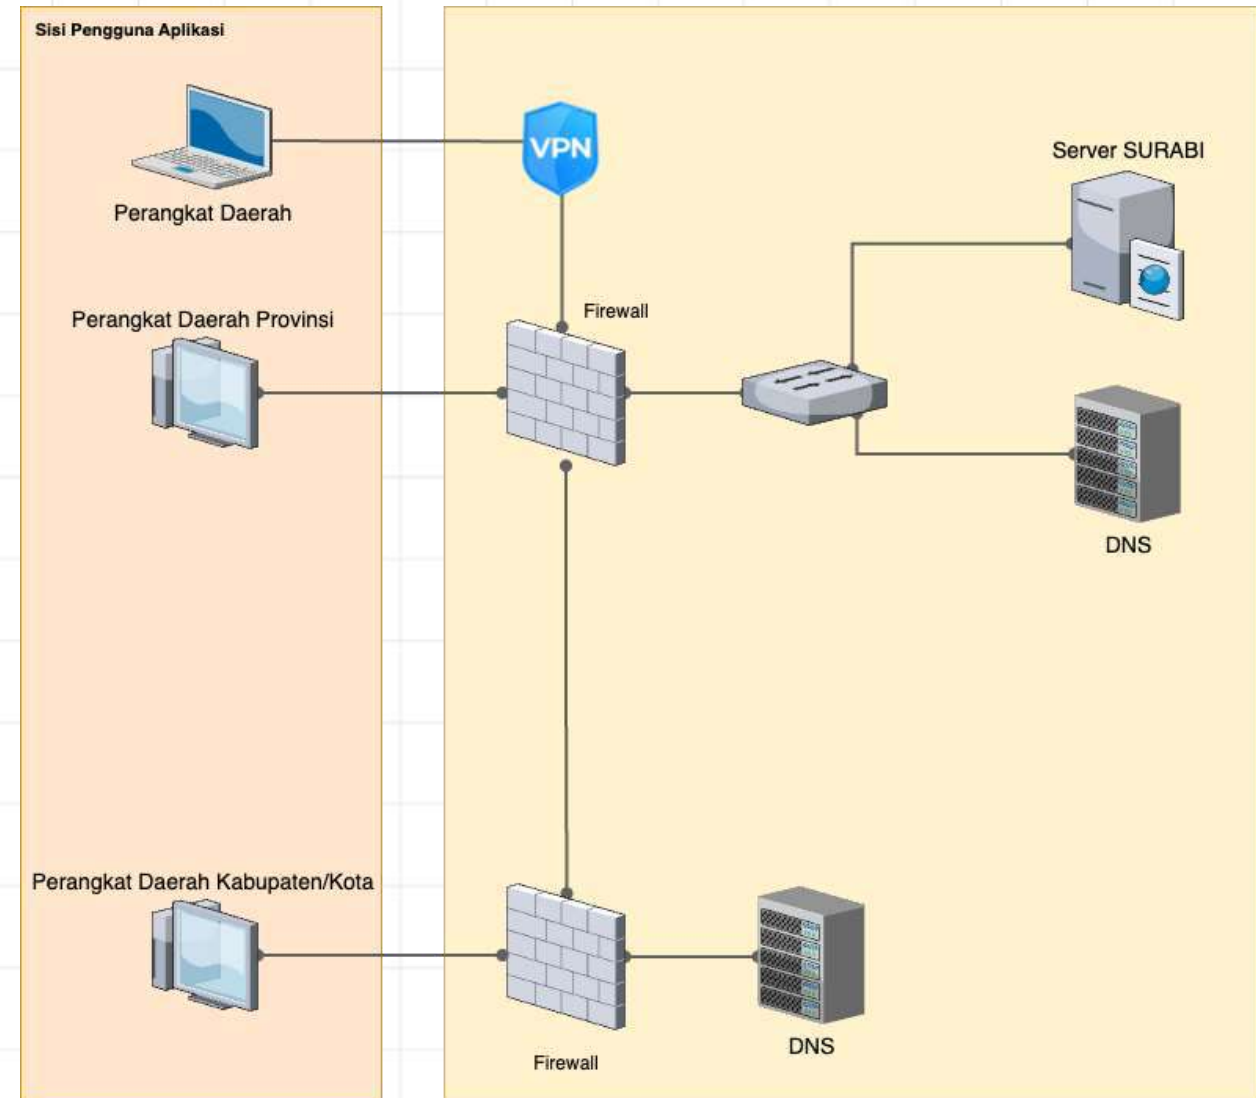 Sisi Pengguna Aplikasi
VPN
Server SURABI
Perangkat Daerah
Firewall
Perangkat Daerah Provinsi
DNS
Perangkat Daerah Kabupaten/Kota
DNS
Firewall